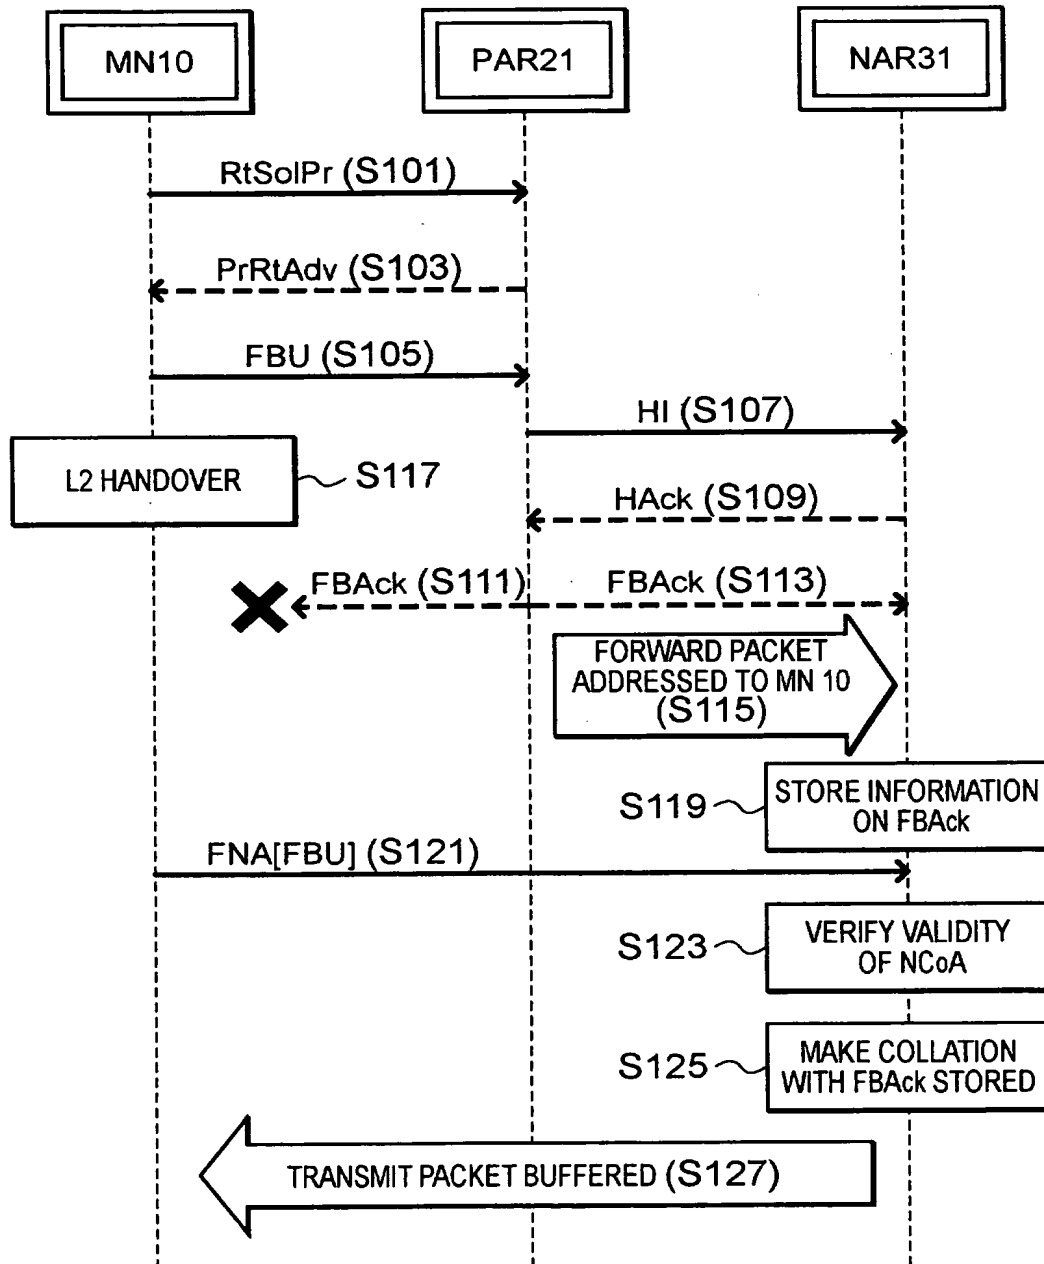 MN10
PAR21
NAR31
RtSolPr (S101)
PrRtAdv (S103)
FBU (S105)
HI (S107)
L2 HANDOVER
S117
HAck (S109)
FBAck (S111)
FBAck (S113)
FORWARD PACKET
ADDRESSED TO MN 10
(S115)
S119
STORE INFORMATION
ON FBAck
FNA[FBU] (S121)
S123
VERIFY VALIDITY
OF NCoA
S125
MAKE COLLATION
WITH FBAck STORED
TRANSMIT PACKET BUFFERED (S127)